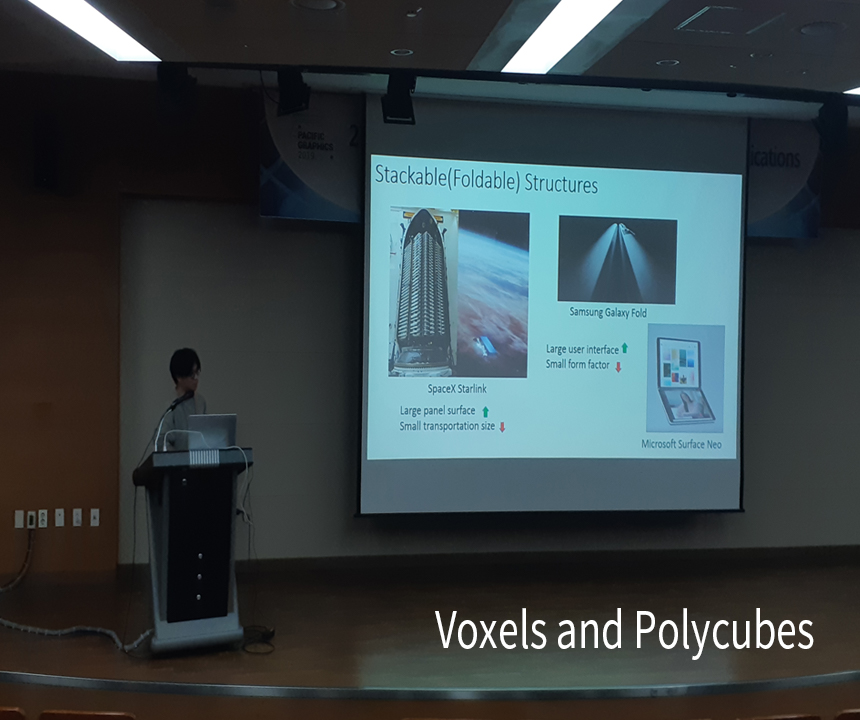 PACIFIC
GRAPHICS
2019
2
ications
Stackable(Foldable) Structures
Samsung Galaxy Fold
Large user interface
Small form factor
SpaceX Starlink
Large panel surface
Small transportation size
Microsoft Surface Neo
Voxels and Polycubes